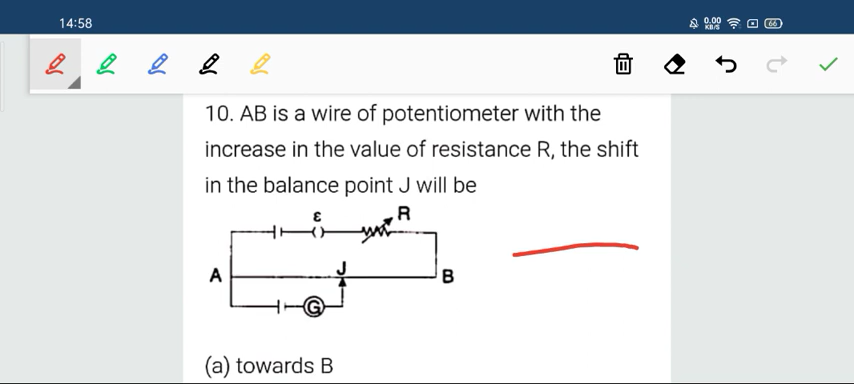 14:58
0.00
KB/S
66
10. AB is a wire of potentiometer with the
increase in the value of resistance R, the shift
in the balance point J will be
ε
R
A
J
B
G
(a) towards B